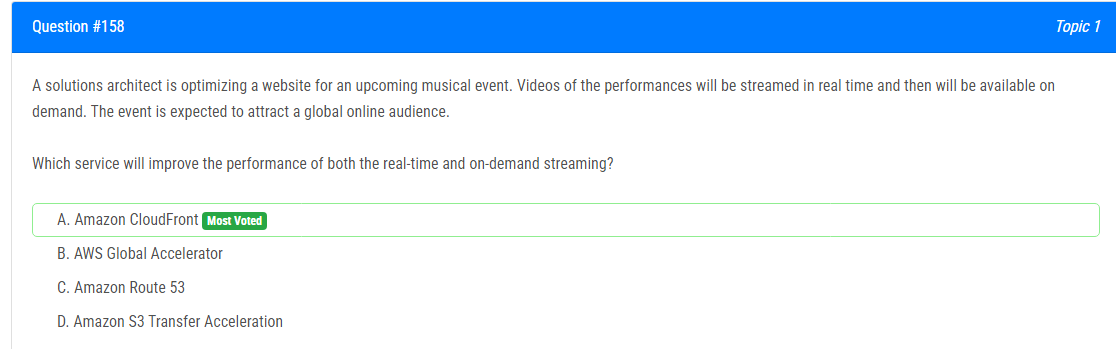 Question #158
Topic 1
A solutions architect is optimizing a website for an upcoming musical event. Videos of the performances will be streamed in real time and then will be available on
demand. The event is expected to attract a global online audience.
Which service will improve the performance of both the real-time and on-demand streaming?
A. Amazon CloudFront Most Voted
B. AWS Global Accelerator
C. Amazon Route 53
D. Amazon S3 Transfer Acceleration